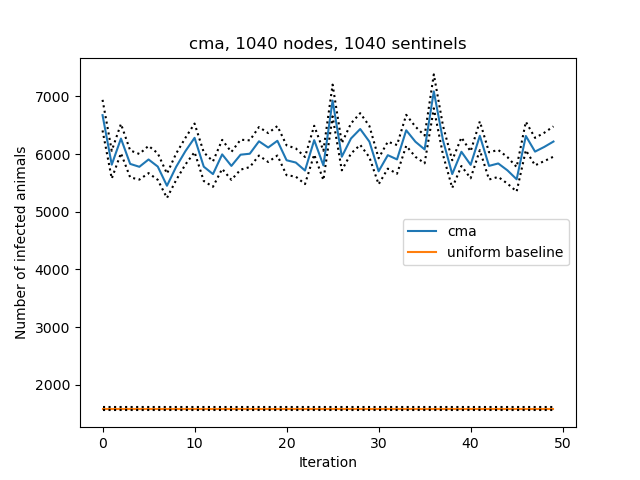 cma, 1040 nodes, 1040 sentinels
Number of infected animals
7000
6000
5000
4000
3000
2000
cma
uniform baseline
0
10
20
30
40
50
Iteration